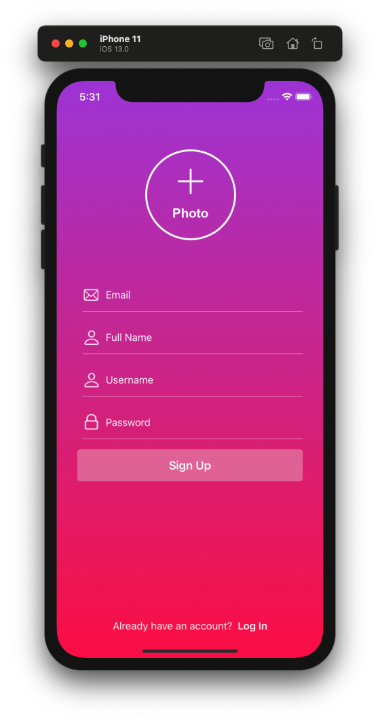 iPhone 11
iOS 13.0
5:31
Photo
Email
Full Name
Username
Password
Sign Up
Already have an account? Log In